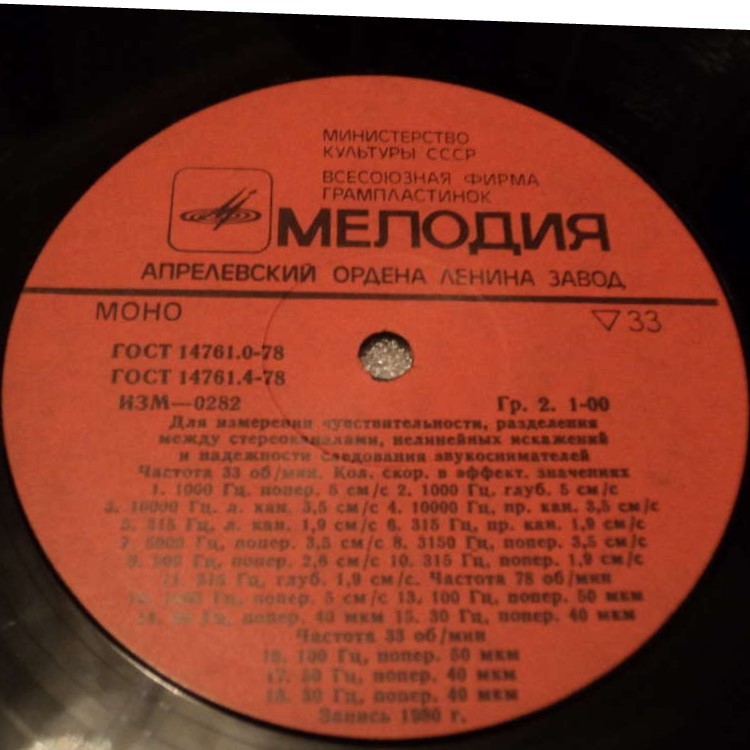 МИНИСТЕРСТВО
КУЛЬТУРЫ СССР
ВСЕСОЮЗНАЯ ФИРМА
ГРАМПЛАСТИНОК
МЕЛОДИЯ
АПРЕЛЕВСКИЙ ОРДЕНА ЛЕНИНА ЗАВОД
МОНО
33
ГОСТ 14761.0-78
ГОСТ 14761.4-78
ИЗМ—0282
Гр. 2. 1-00
Для измерения чувствительности, разделения
между стереоканалами, нелинейных искажений
и надежности следования звукоснимателей
Частота 33 об/мин. Кол. скор. в эффект. значениях
1. 1000 Гц, попер. 5 см/с 2. 1000 Гц, глуб. 5 см/с
3. 10000 Гц. л. кан. 3,5 см/с 4. 10000 Гц, пр. кан. 3,5 см/с
5. 315 Гц, л. кан. 1,9 см/с 6. 315 Гц, пр. кан. 1,9 см/с
7. Гц, попер. 3,5 см/с 8. 3150 Гц, попер. 3,5 см/с
Гц, попер. 2,6 см/с 10. 315 Гц, попер. 1,9 см/с
11. 315 Гц, глуб. 1,9 см/с. Частота 78 об/мин
Гц, попер. 5 см/с 13. 100 Гц, попер. 50 мкм
Гц, попер. 40 мкм 15. 30 Гц, попер. 40 мкм
Частота 33 об/мин
16. 100 Гц, попер. 50 мкм
17. 50 Гц, попер. 40 мкм
18. 30 Гц, попер. 40 мкм
Запись 1980 г.